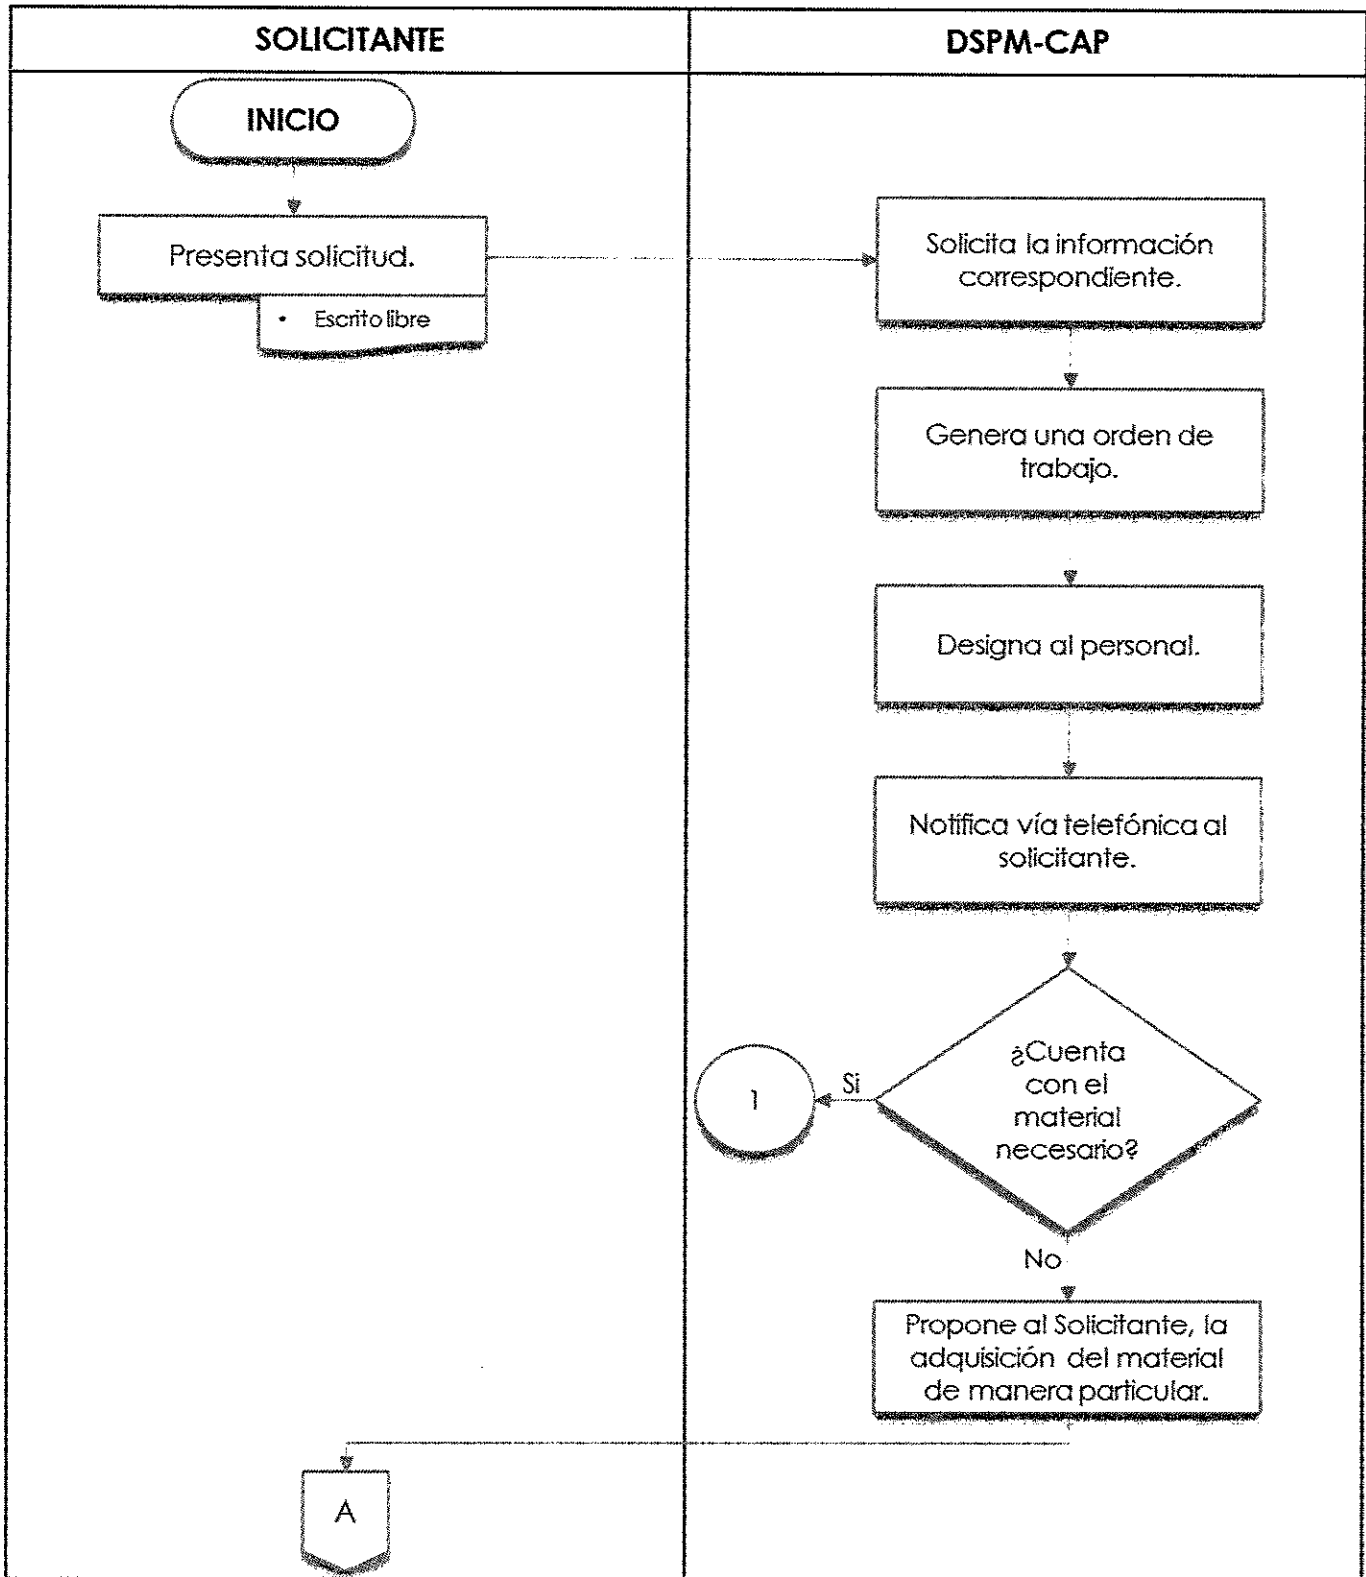 SOLICITANTE
DSPM-CAP
INICIO
Presenta solicitud.
• Escrito libre
Solicita la información
correspondiente.
Genera una orden de
trabajo.
Designa al personal.
Notifica vía telefónica al
solicitante.
¿Cuenta
con el
material
necesario?
Si
1
No
Propone al Solicitante, la
adquisición del material
de manera particular.
A